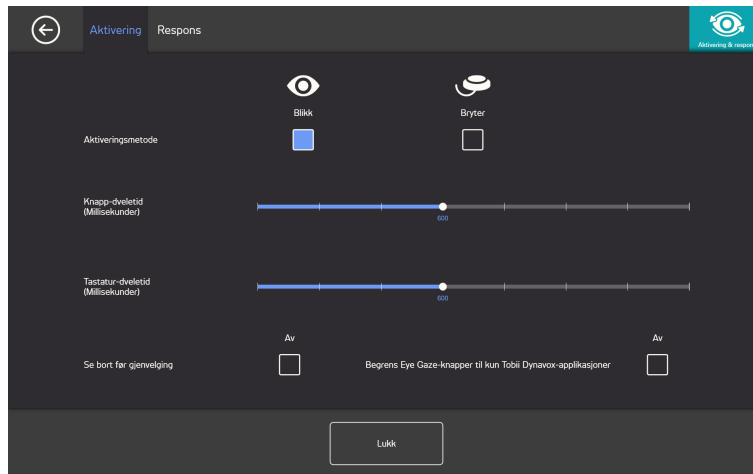 Aktivering Respons
Aktivering & respon
Blikk Bryter
Aktiveringsmetode
Knapp-dveletid
(Millisekunder)
600
Tastatur-dveletid
(Millisekunder)
600
Av Av
Se bort før gjenvelging Begrens Eye Gaze-knapper til kun Tobii Dynavox-applikasjoner
Lukk